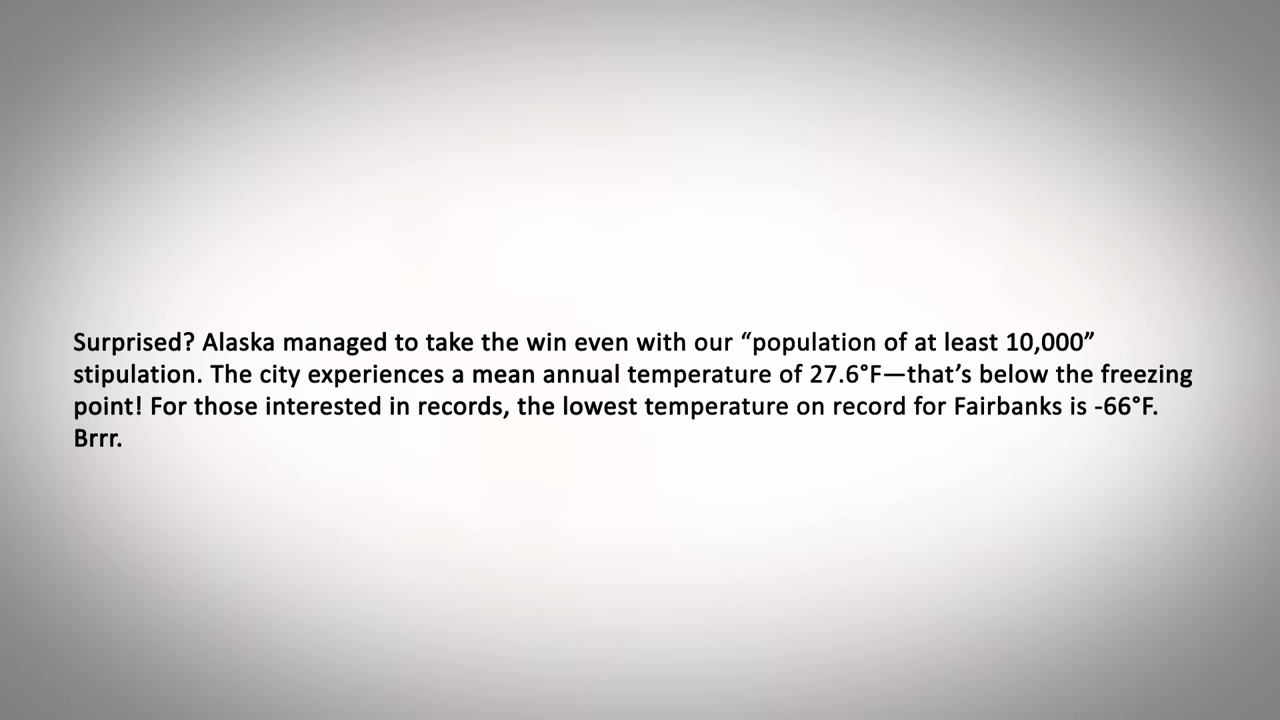 Surprised? Alaska managed to take the win even with our “population of at least 10,000”
stipulation. The city experiences a mean annual temperature of 27.6°F—that’s below the freezing
point! For those interested in records, the lowest temperature on record for Fairbanks is -66°F.
Brrr.